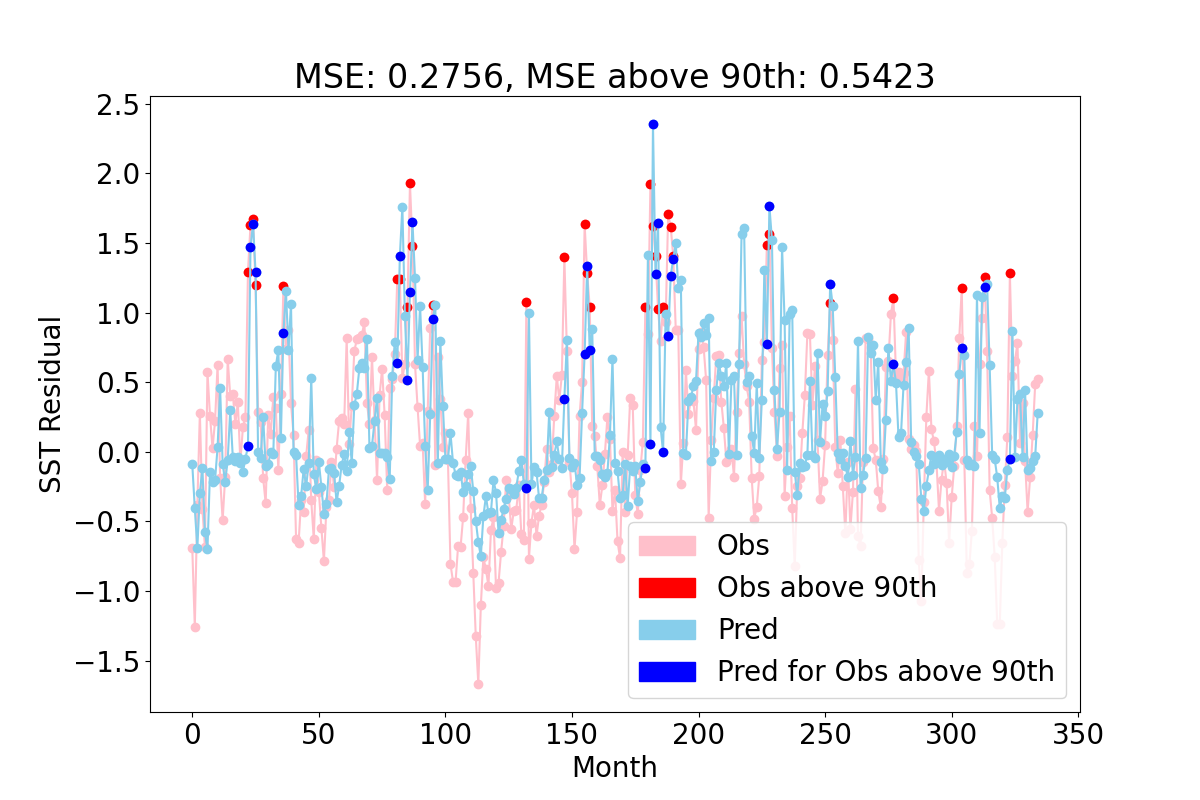 MSE: 0.2756, MSE above 90th: 0.5423
2.5
2.0
1.5
1.0
0.5
0.0
−0.5
−1.0
−1.5
SST Residual
Obs
Obs above 90th
Pred
Pred for Obs above 90th
0 50 100 150 200 250 300 350
Month